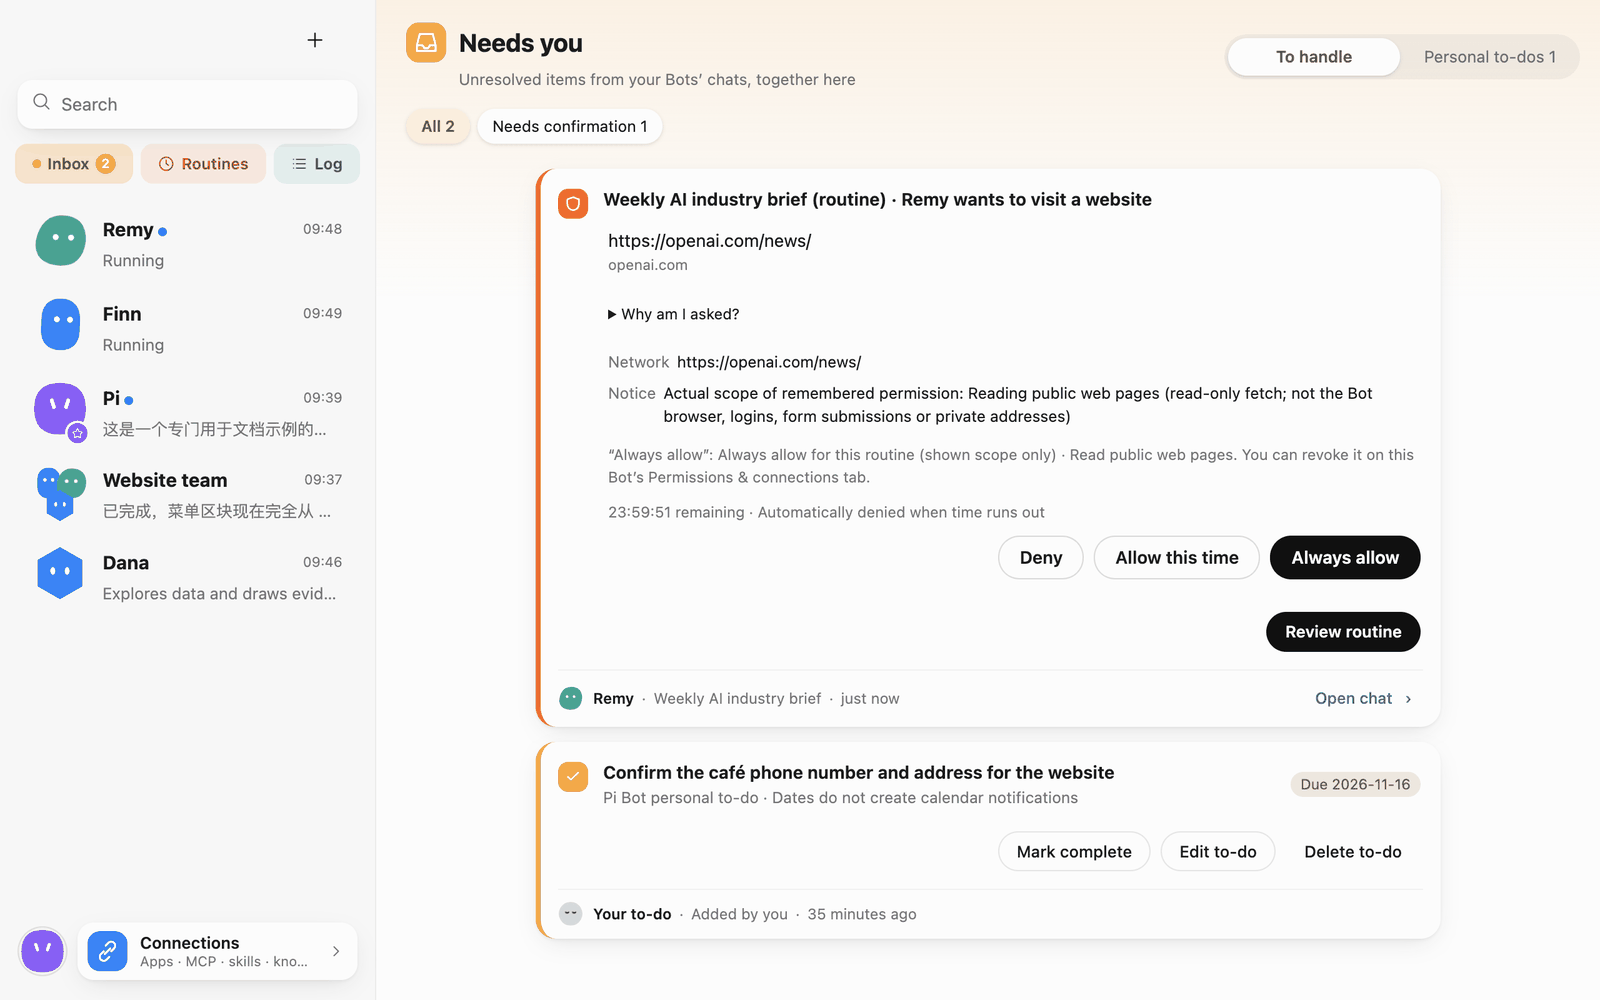 Search
Inbox 2
Routines
Log
Remy 09:48
Running
Finn 09:49
Running
Pi 09:39
这是一个专门用于文档示例的...
Website team 09:37
已完成，菜单区块现在完全从 ...
Dana 09:46
Explores data and draws evid...
Connections
Apps · MCP · skills · kno...
Needs you
Unresolved items from your Bots’ chats, together here
To handle
Personal to-dos 1
All 2
Needs confirmation 1
Weekly AI industry brief (routine) · Remy wants to visit a website
https://openai.com/news/
openai.com
Why am I asked?
Network https://openai.com/news/
Notice Actual scope of remembered permission: Reading public web pages (read-only fetch; not the Bot
browser, logins, form submissions or private addresses)
“Always allow”: Always allow for this routine (shown scope only) · Read public web pages. You can revoke it on this
Bot’s Permissions & connections tab.
23:59:51 remaining · Automatically denied when time runs out
Deny
Allow this time
Always allow
Review routine
Remy · Weekly AI industry brief · just now
Open chat
Confirm the café phone number and address for the website
Pi Bot personal to-do · Dates do not create calendar notifications
Due 2026-11-16
Mark complete
Edit to-do
Delete to-do
Your to-do · Added by you · 35 minutes ago